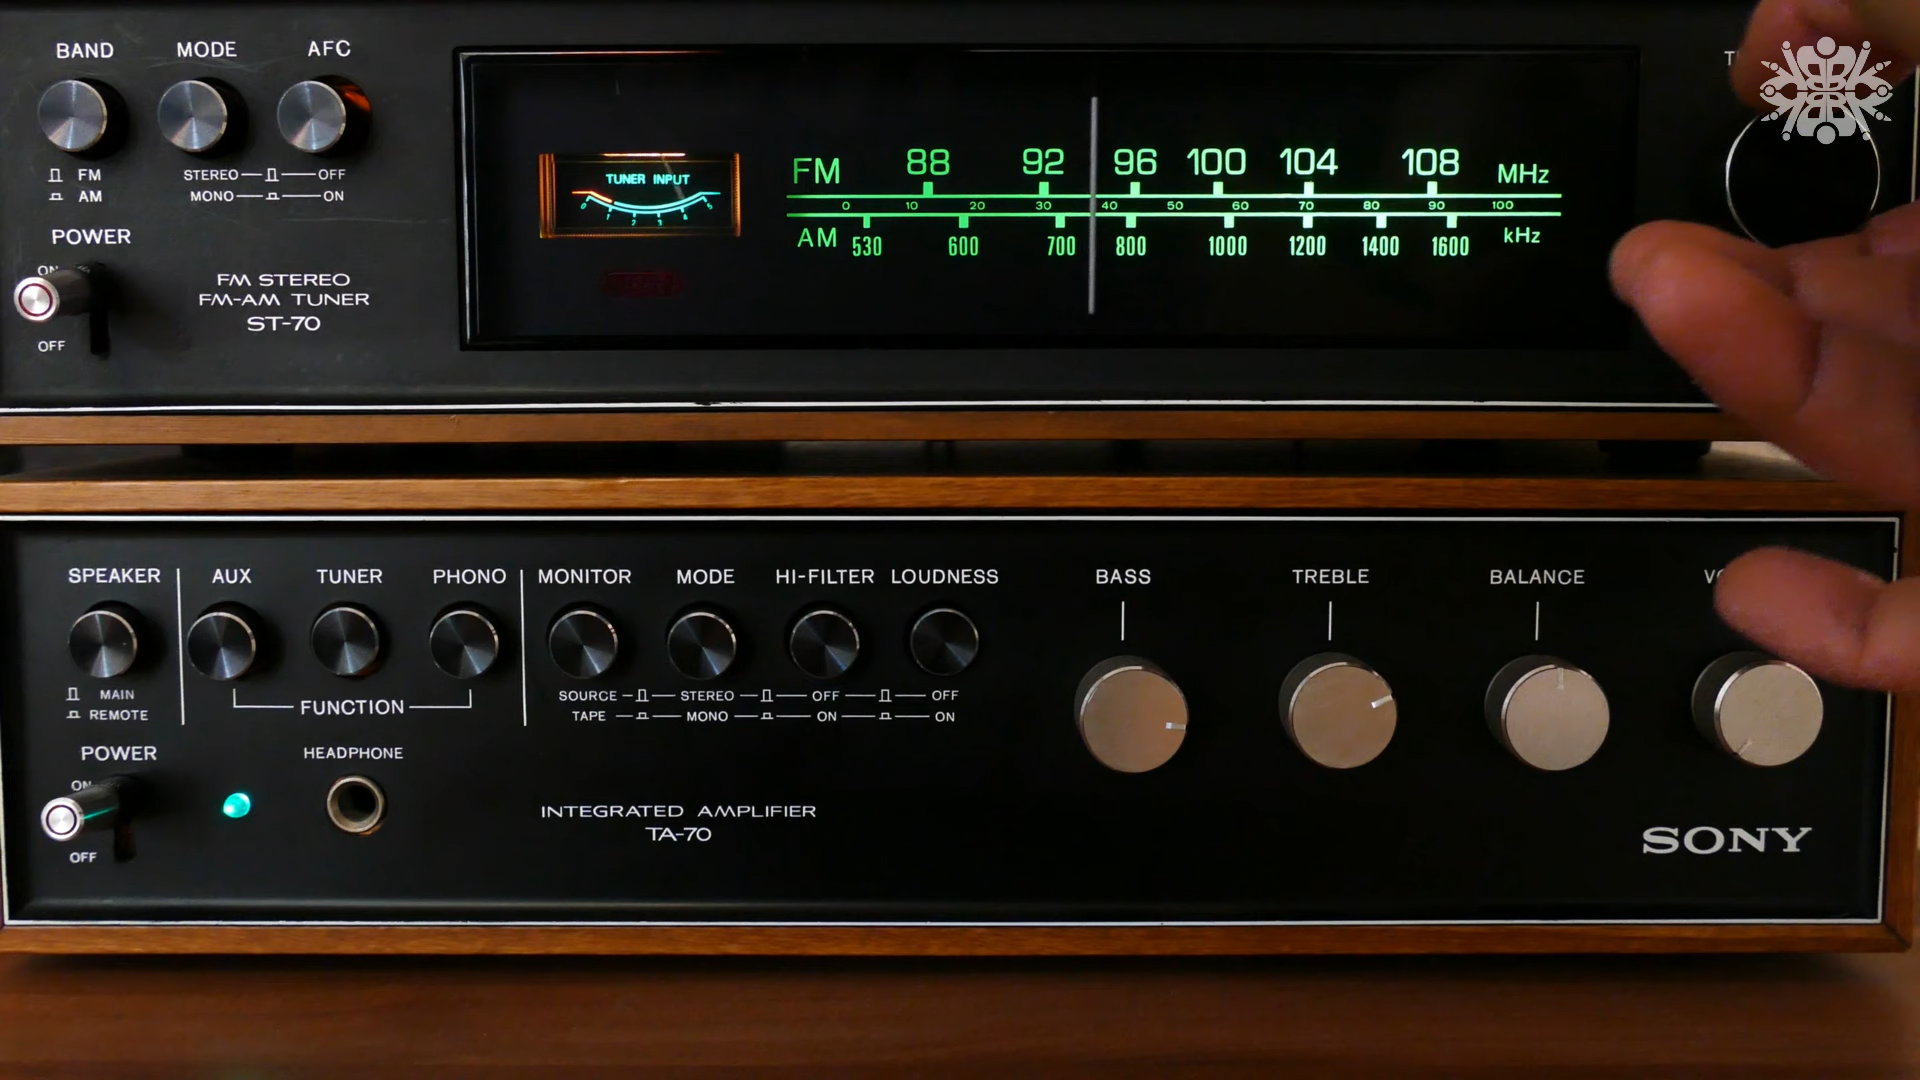 BAND MODE AFC
FM
AM
STEREO OFF
MONO ON
POWER
ON
OFF
FM STEREO
FM-AM TUNER
ST-70
TUNER INPUT
FM 88 92 96 100 104 108 MHz
0 10 20 30 40 50 60 70 80 90 100
AM 530 600 700 800 1000 1200 1400 1600 kHz
SPEAKER AUX TUNER PHONO MONITOR MODE HI-FILTER LOUDNESS BASS TREBLE BALANCE
MAIN
REMOTE
FUNCTION
SOURCE STEREO OFF OFF
TAPE MONO ON ON
POWER
ON
OFF
HEADPHONE
INTEGRATED AMPLIFIER
TA-70
SONY